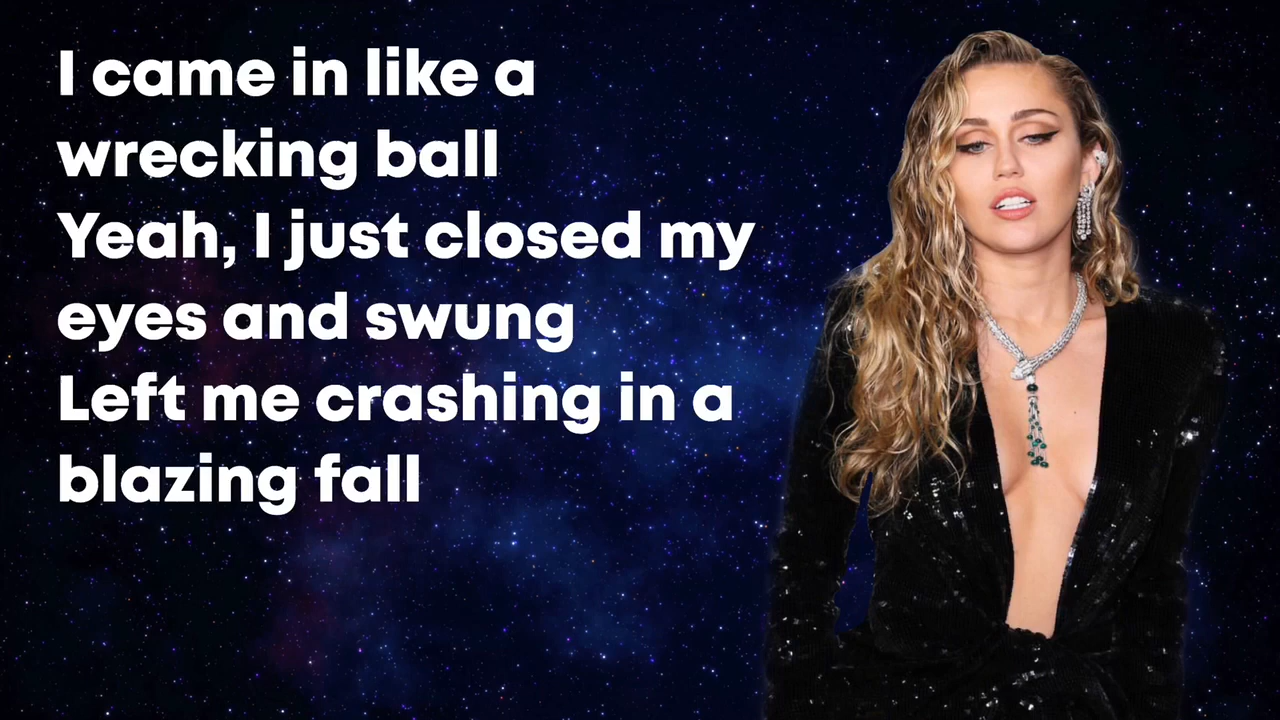 I came in like a
wrecking ball
Yeah, I just closed my
eyes and swung
Left me crashing in a
blazing fall